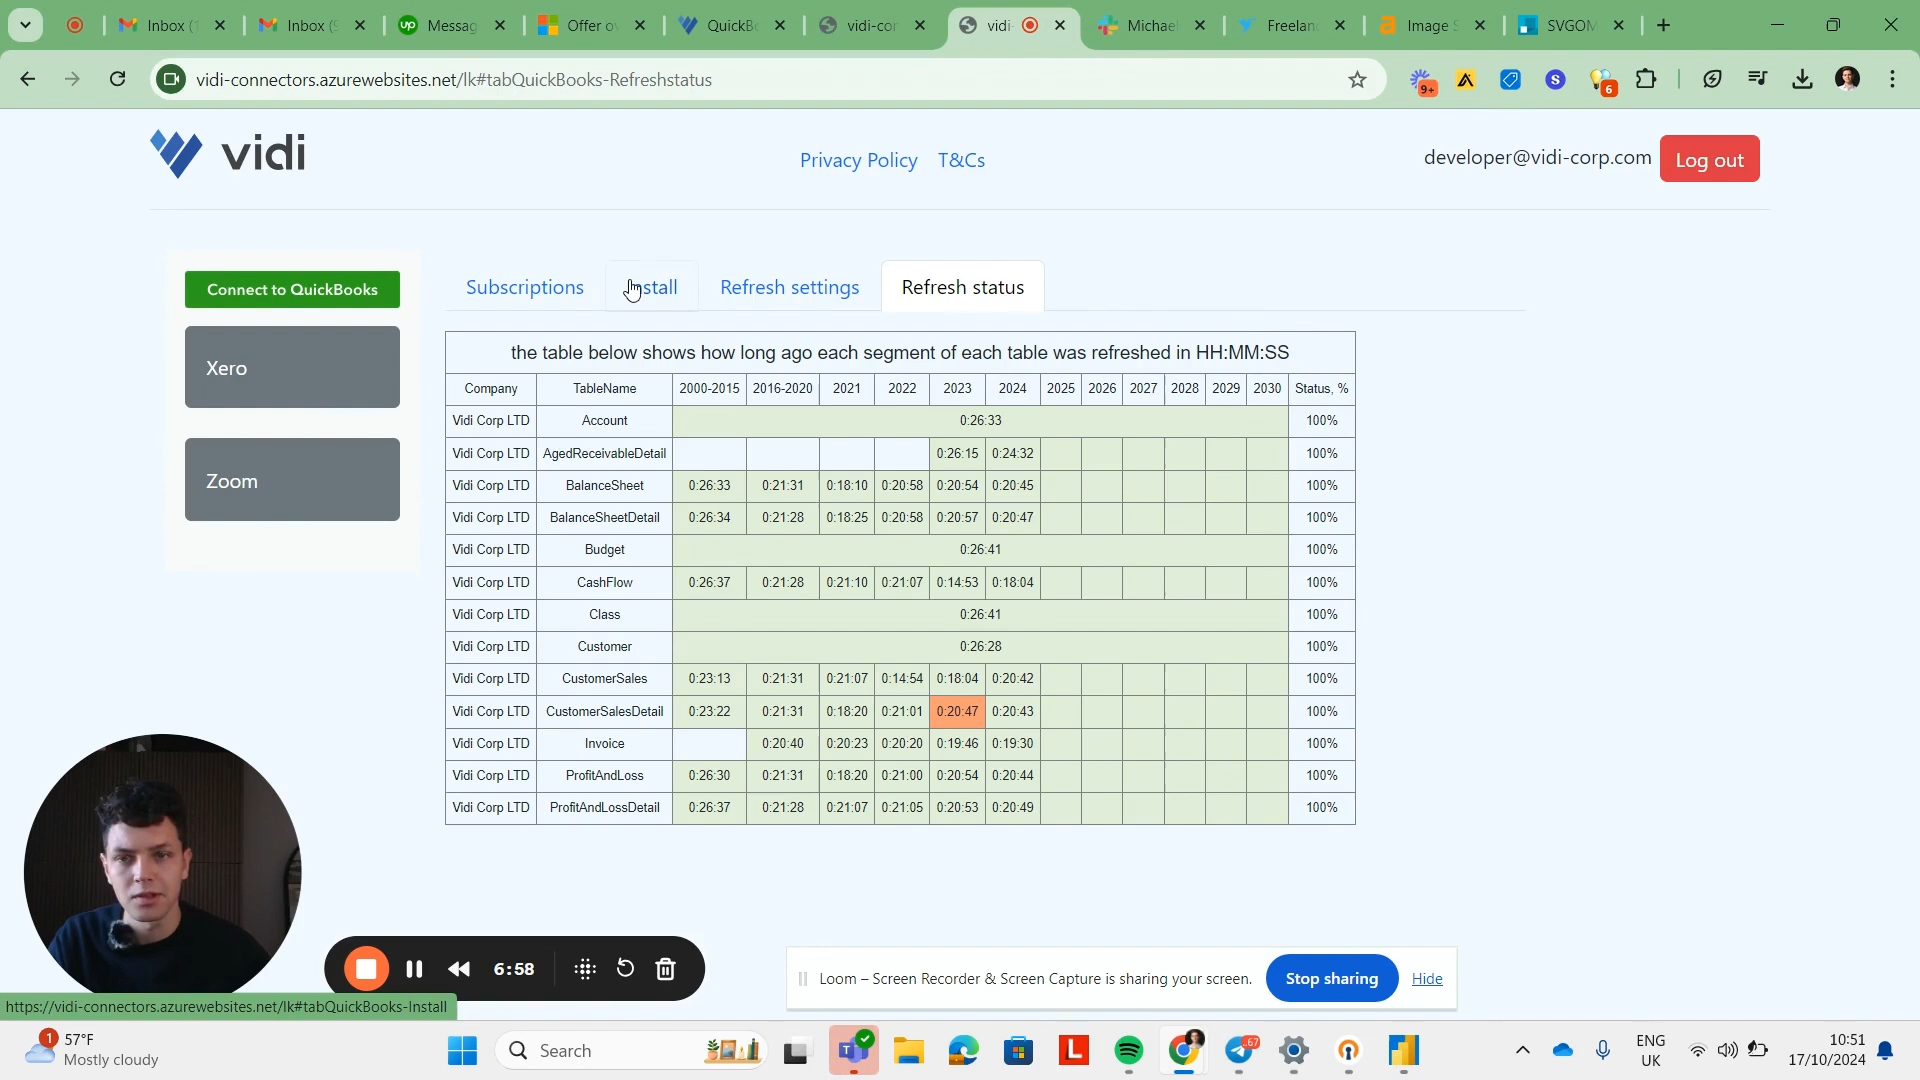 Inbox (1
Inbox (9
Messag
Offer o
QuickB
vidi-cor
vidi-
Michae
Freelan
Image S
SVGOM
vidi-connectors.azurewebsites.net/lk#tabQuickBooks-Refreshstatus
9+
6
vidi
Privacy Policy T&Cs
developer@vidi-corp.com Log out
Connect to QuickBooks
Xero
Zoom
Subscriptions
Install
Refresh settings
Refresh status
the table below shows how long ago each segment of each table was refreshed in HH:MM:SS
Company TableName 2000-2015 2016-2020 2021 2022 2023 2024 2025 2026 2027 2028 2029 2030 Status, %
Vidi Corp LTD Account 0:26:33 100%
Vidi Corp LTD AgedReceivableDetail 0:26:15 0:24:32 100%
Vidi Corp LTD BalanceSheet 0:26:33 0:21:31 0:18:10 0:20:58 0:20:54 0:20:45 100%
Vidi Corp LTD BalanceSheetDetail 0:26:34 0:21:28 0:18:25 0:20:58 0:20:57 0:20:47 100%
Vidi Corp LTD Budget 0:26:41 100%
Vidi Corp LTD CashFlow 0:26:37 0:21:28 0:21:10 0:21:07 0:14:53 0:18:04 100%
Vidi Corp LTD Class 0:26:41 100%
Vidi Corp LTD Customer 0:26:28 100%
Vidi Corp LTD CustomerSales 0:23:13 0:21:31 0:21:07 0:14:54 0:18:04 0:20:42 100%
Vidi Corp LTD CustomerSalesDetail 0:23:22 0:21:31 0:18:20 0:21:01 0:20:47 0:20:43 100%
Vidi Corp LTD Invoice 0:20:40 0:20:23 0:20:20 0:19:46 0:19:30 100%
Vidi Corp LTD ProfitAndLoss 0:26:30 0:21:31 0:18:20 0:21:00 0:20:54 0:20:44 100%
Vidi Corp LTD ProfitAndLossDetail 0:26:37 0:21:28 0:21:07 0:21:05 0:20:53 0:20:49 100%
6:58
Loom – Screen Recorder & Screen Capture is sharing your screen. Stop sharing Hide
https://vidi-connectors.azurewebsites.net/lk#tabQuickBooks-Install
1
57°F
Mostly cloudy
Search
L
67
ENG
UK
10:51
17/10/2024